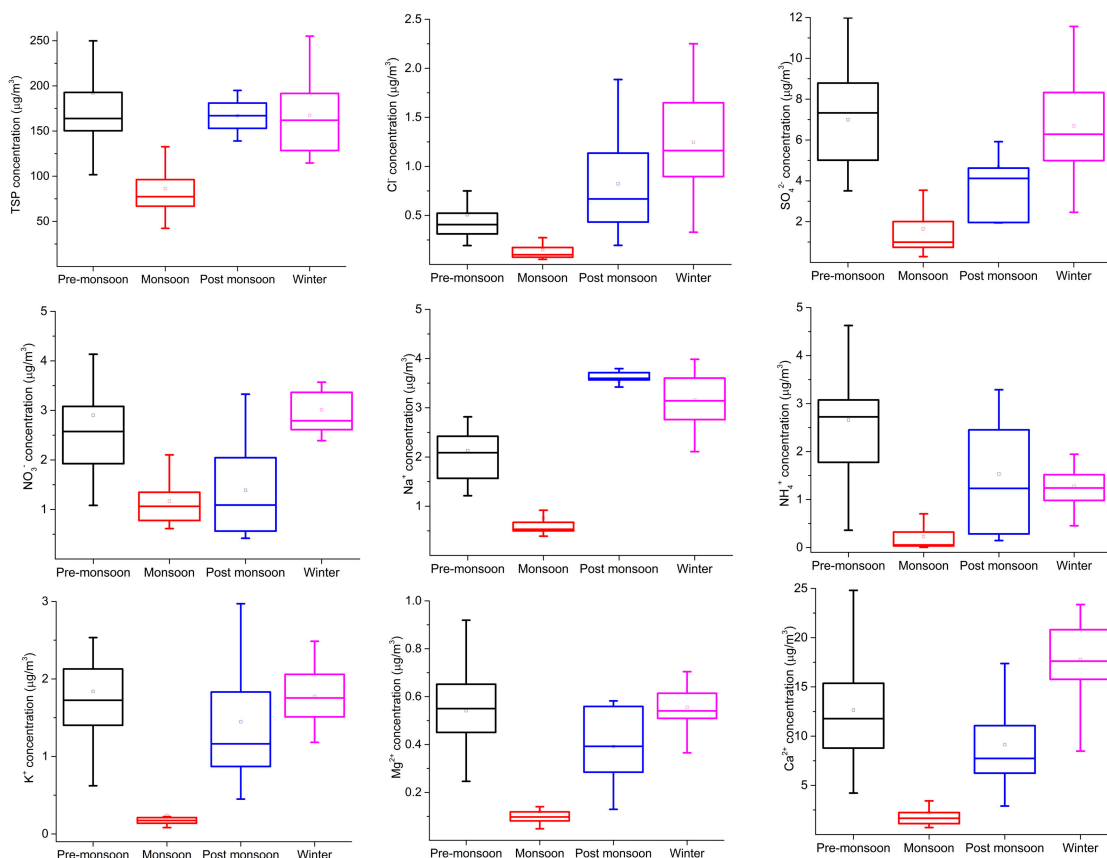 TSP concentration (µg/m³)
250
200
150
100
50
Pre-monsoon Monsoon Post monsoon Winter
Cl⁻ concentration (µg/m³)
2.5
2.0
1.5
1.0
0.5
Pre-monsoon Monsoon Post monsoon Winter
SO₄²⁻ concentration (µg/m³)
12
10
8
6
4
2
Pre-monsoon Monsoon Post monsoon Winter
NO₃⁻ concentration (µg/m³)
5
4
3
2
1
Pre-monsoon Monsoon Post monsoon Winter
Na⁺ concentration (µg/m³)
5
4
3
2
1
Pre-monsoon Monsoon Post monsoon Winter
NH₄⁺ concentration (µg/m³)
5
4
3
2
1
0
Pre-monsoon Monsoon Post monsoon Winter
K⁺ concentration (µg/m³)
3
2
1
0
Pre-monsoon Monsoon Post monsoon Winter
Mg²⁺ concentration (µg/m³)
1.0
0.8
0.6
0.4
0.2
Pre-monsoon Monsoon Post monsoon Winter
Ca²⁺ concentration (µg/m³)
25
20
15
10
5
Pre-monsoon Monsoon Post monsoon Winter